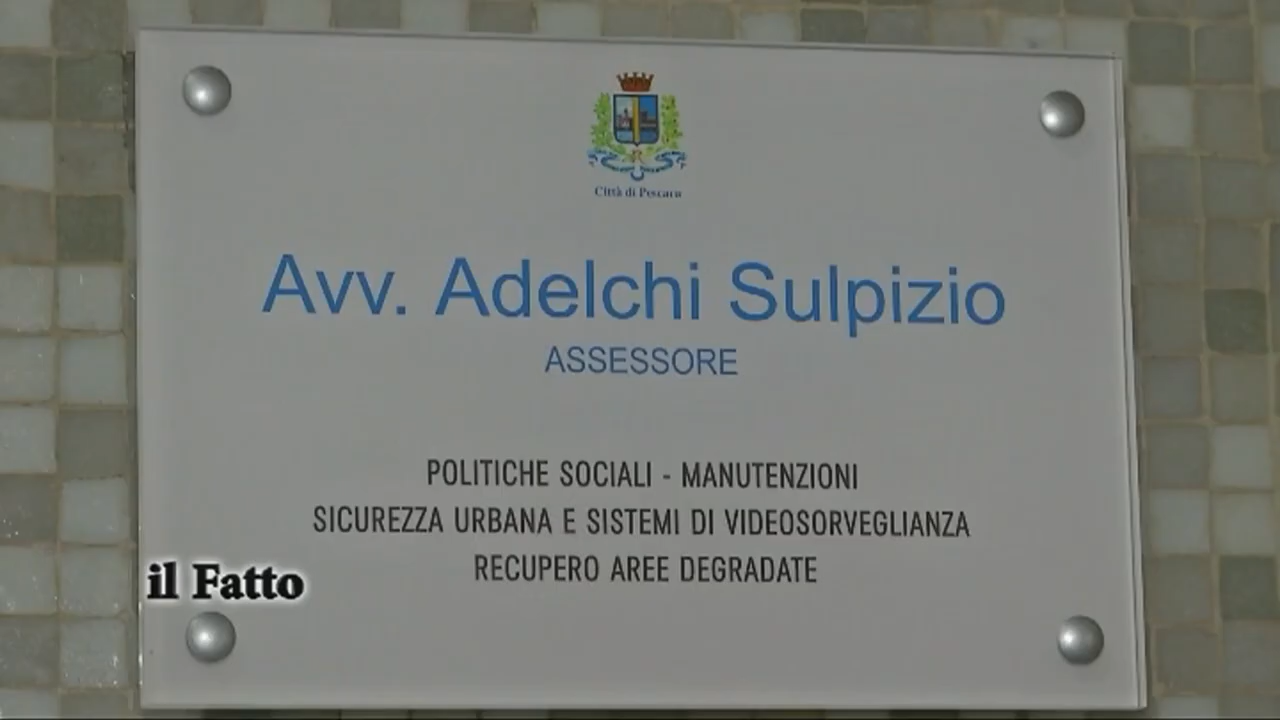 Città di Pescara
Avv. Adelchi Sulpizio
ASSESSORE
POLITICHE SOCIALI - MANUTENZIONI
SICUREZZA URBANA E SISTEMI DI VIDEOSORVEGLIANZA
RECUPERO AREE DEGRADATE
il Fatto